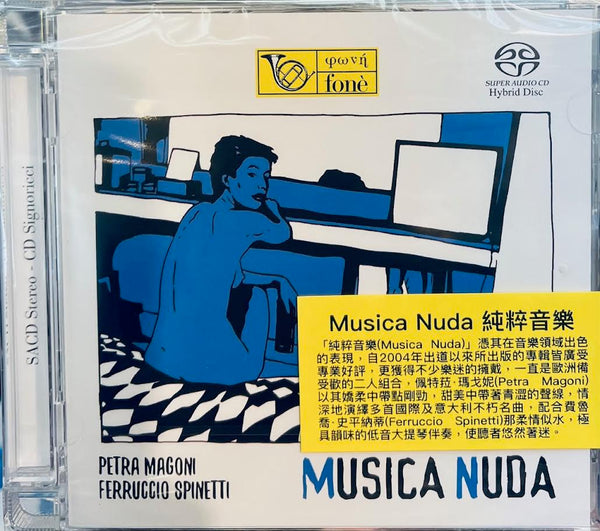 φωνή
fonè
SUPER AUDIO CD
Hybrid Disc
SACD Stereo - CD Signoricci
Musica Nuda 純粹音樂
「純粹音樂(Musica Nuda)」憑其在音樂領域出色
的表現，自2004年出道以來所出版的專輯皆廣受
專業好評，更獲得不少樂迷的擁戴，一直是歐洲備
受歡的二人組合，佩特菈·瑪戈妮(Petra Magoni)
以其嬌柔中帶點剛勁，甜美中帶著青澀的聲線，情
深地演繹多首國際及意大利不朽名曲，配合費魯
喬·史平納蒂(Ferruccio Spinetti)那柔情似水，極
具韻味的低音大提琴伴奏，使聽者悠然著迷。
PETRA MAGONI
FERRUCCIO SPINETTI
MUSICA NUDA